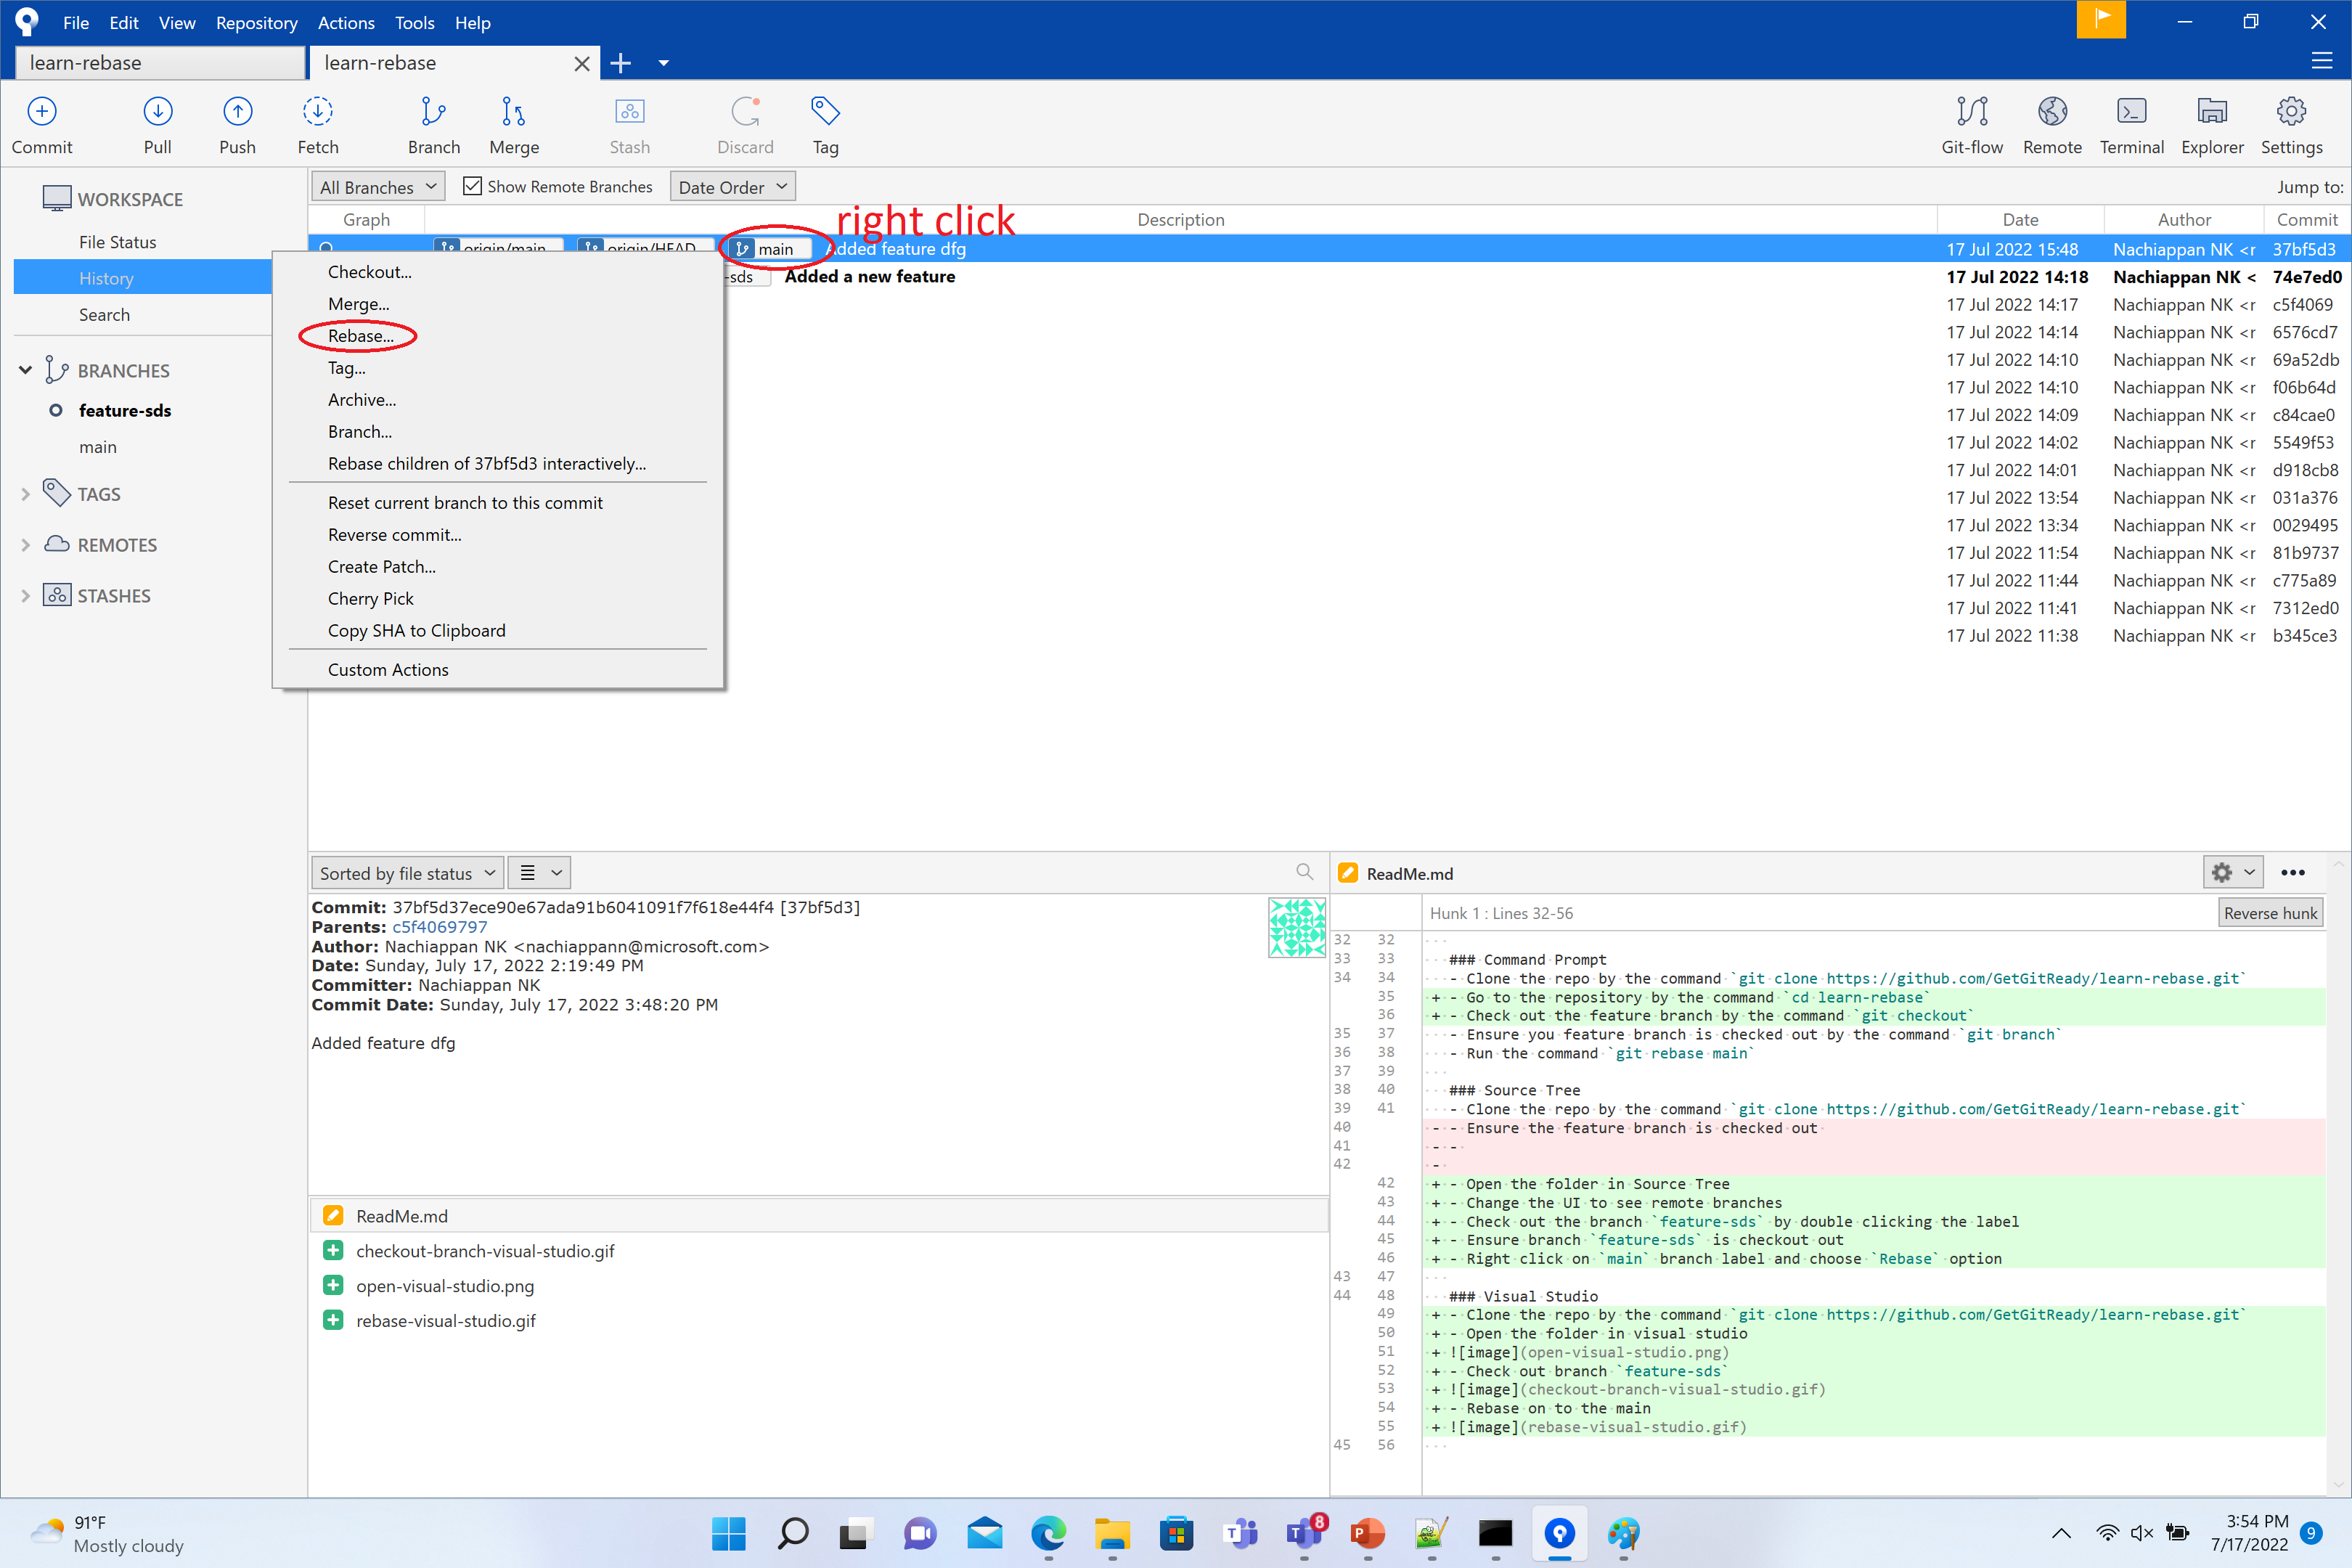 File Edit View Repository Actions Tools Help
learn-rebase learn-rebase
Commit Pull Push Fetch Branch Merge Stash Discard Tag Git-flow Remote Terminal Explorer Settings
WORKSPACE
File Status
History
Search
BRANCHES
feature-sds
main
TAGS
REMOTES
STASHES
All Branches Show Remote Branches Date Order Jump to:
Graph Description Date Author Commit
right click
origin/main origin/HEAD main Added feature dfg 17 Jul 2022 15:48 Nachiappan NK <r 37bf5d3
-sds Added a new feature 17 Jul 2022 14:18 Nachiappan NK < 74e7ed0
17 Jul 2022 14:17 Nachiappan NK <r c5f4069
17 Jul 2022 14:14 Nachiappan NK <r 6576cd7
17 Jul 2022 14:10 Nachiappan NK <r 69a52db
17 Jul 2022 14:10 Nachiappan NK <r f06b64d
17 Jul 2022 14:09 Nachiappan NK <r c84cae0
17 Jul 2022 14:02 Nachiappan NK <r 5549f53
17 Jul 2022 14:01 Nachiappan NK <r d918cb8
17 Jul 2022 13:54 Nachiappan NK <r 031a376
17 Jul 2022 13:34 Nachiappan NK <r 0029495
17 Jul 2022 11:54 Nachiappan NK <r 81b9737
17 Jul 2022 11:44 Nachiappan NK <r c775a89
17 Jul 2022 11:41 Nachiappan NK <r 7312ed0
17 Jul 2022 11:38 Nachiappan NK <r b345ce3
Checkout...
Merge...
Rebase...
Tag...
Archive...
Branch...
Rebase children of 37bf5d3 interactively...
Reset current branch to this commit
Reverse commit...
Create Patch...
Cherry Pick
Copy SHA to Clipboard
Custom Actions
Sorted by file status
Commit: 37bf5d37ece90e67ada91b6041091f7f618e44f4 [37bf5d3]
Parents: c5f4069797
Author: Nachiappan NK <nachiappann@microsoft.com>
Date: Sunday, July 17, 2022 2:19:49 PM
Committer: Nachiappan NK
Commit Date: Sunday, July 17, 2022 3:48:20 PM
Added feature dfg
ReadMe.md
checkout-branch-visual-studio.gif
open-visual-studio.png
rebase-visual-studio.gif
ReadMe.md
Hunk 1 : Lines 32-56 Reverse hunk
32 32
33 33 ### Command Prompt
34 34 - Clone the repo by the command `git clone https://github.com/GetGitReady/learn-rebase.git`
35 + - Go to the repository by the command `cd learn-rebase`
36 + - Check out the feature branch by the command `git checkout`
35 37 - Ensure you feature branch is checked out by the command `git branch`
36 38 - Run the command `git rebase main`
37 39
38 40 ### Source Tree
39 41 - Clone the repo by the command `git clone https://github.com/GetGitReady/learn-rebase.git`
40 - - Ensure the feature branch is checked out
41 - -
42 -
42 + - Open the folder in Source Tree
43 + - Change the UI to see remote branches
44 + - Check out the branch `feature-sds` by double clicking the label
45 + - Ensure branch `feature-sds` is checkout out
46 + - Right click on `main` branch label and choose `Rebase` option
43 47
44 48 ### Visual Studio
49 + - Clone the repo by the command `git clone https://github.com/GetGitReady/learn-rebase.git`
50 + - Open the folder in visual studio
51 + ![image](open-visual-studio.png)
52 + - Check out branch `feature-sds`
53 + ![image](checkout-branch-visual-studio.gif)
54 + - Rebase on to the main
55 + ![image](rebase-visual-studio.gif)
45 56
91°F
Mostly cloudy
8
3:54 PM
7/17/2022
9